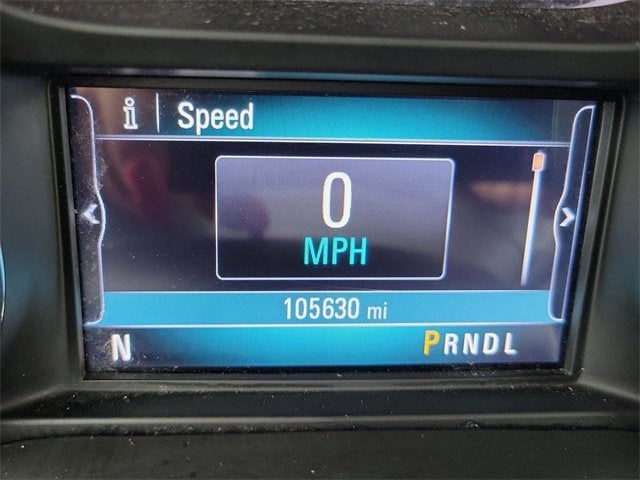 i Speed
0
MPH
105630 mi
N PRNDL